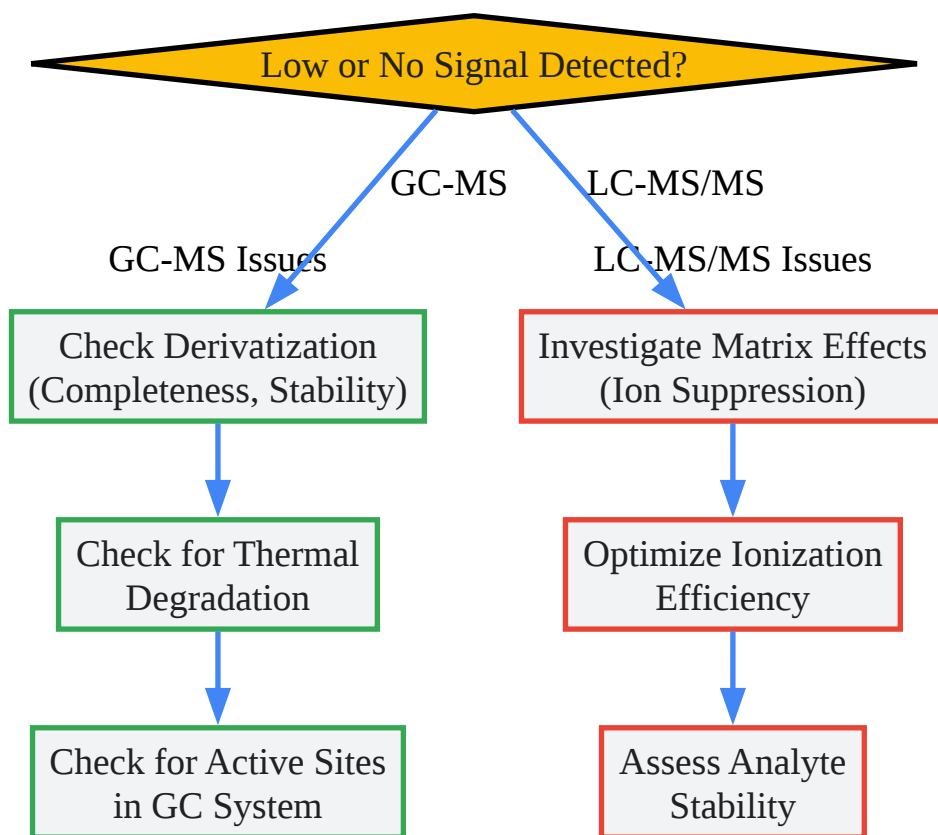 Low or No Signal Detected?
GC-MS
LC-MS/MS
GC-MS Issues
LC-MS/MS Issues
Check Derivatization
(Completeness, Stability)
Investigate Matrix Effects
(Ion Suppression)
Check for Thermal
Degradation
Optimize Ionization
Efficiency
Check for Active Sites
in GC System
Assess Analyte
Stability